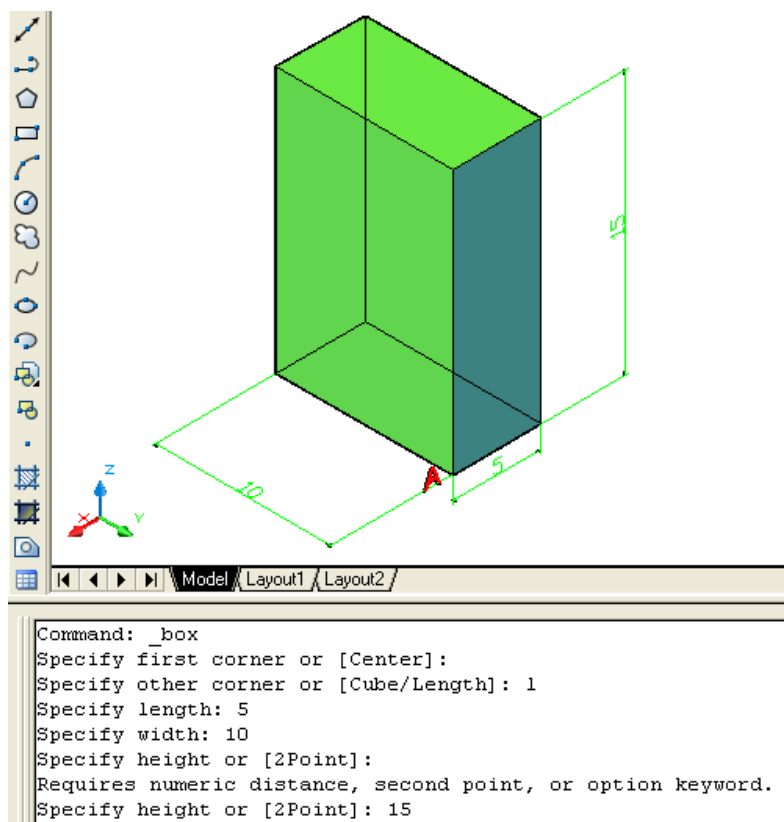 15
A
5
10
Z
X
Y
Model Layout1 Layout2
Command: _box
Specify first corner or [Center]:
Specify other corner or [Cube/Length]: l
Specify length: 5
Specify width: 10
Specify height or [2Point]:
Requires numeric distance, second point, or option keyword.
Specify height or [2Point]: 15